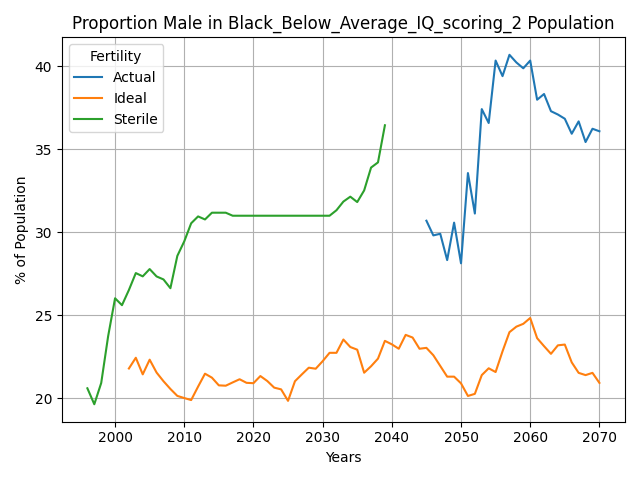 Proportion Male in Black_Below_Average_IQ_scoring_2 Population
Fertility
Actual
Ideal
Sterile
% of Population
40
35
30
25
20
2000
2010
2020
2030
2040
2050
2060
2070
Years